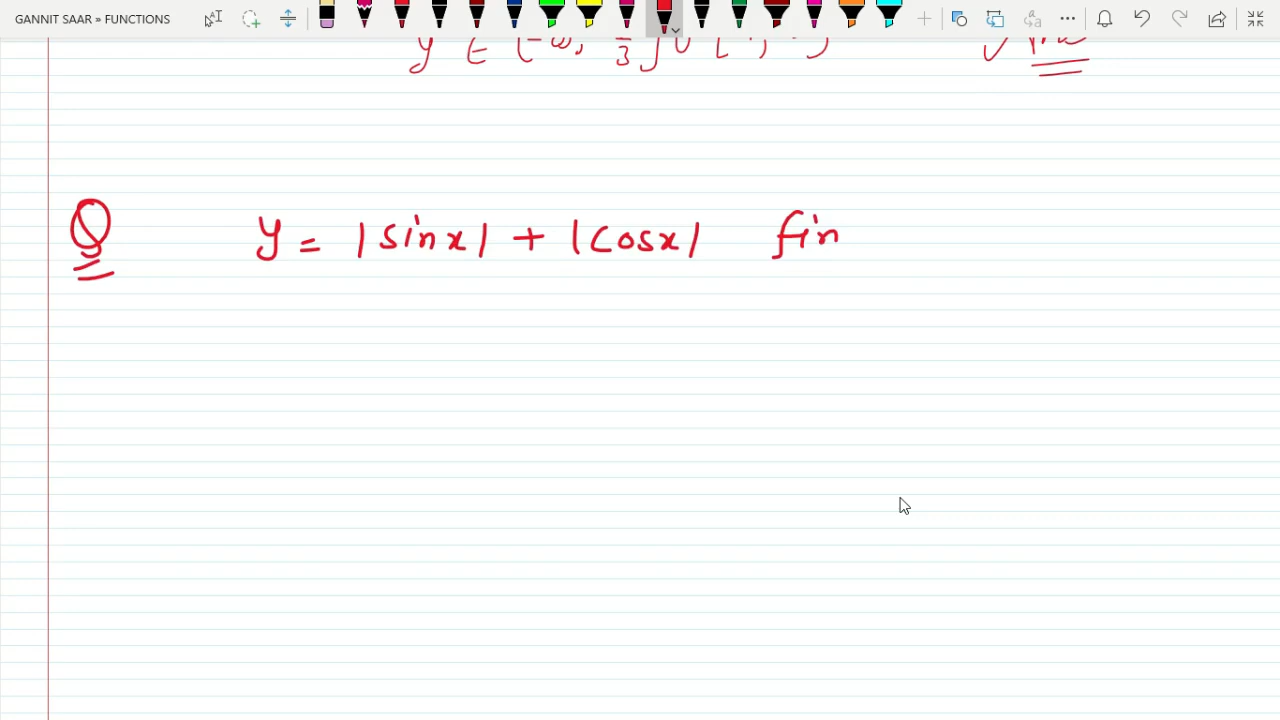 GANNIT SAAR » FUNCTIONS
y ∈
Q y = |sinx| + |cosx| fin